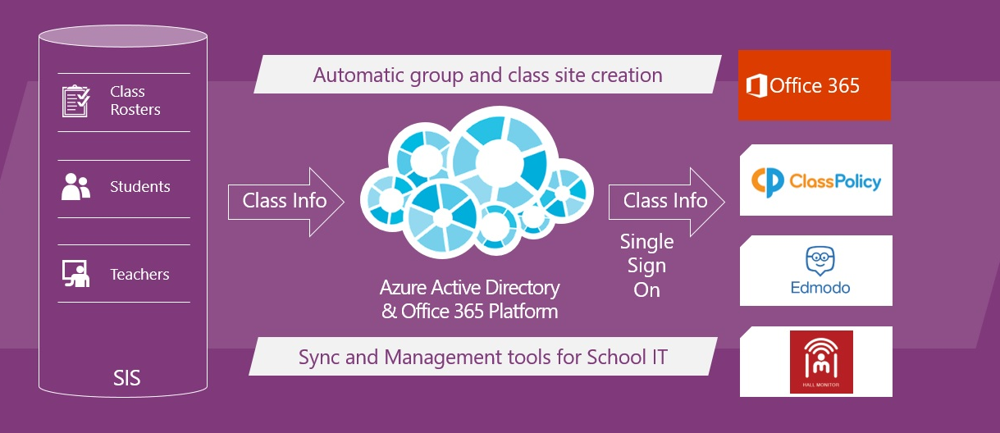 Class
Rosters
Students
Teachers
SIS
Class Info
Automatic group and class site creation
Azure Active Directory
& Office 365 Platform
Sync and Management tools for School IT
Class Info
Single
Sign
On
Office 365
ClassPolicy
Edmodo
HALL MONITOR